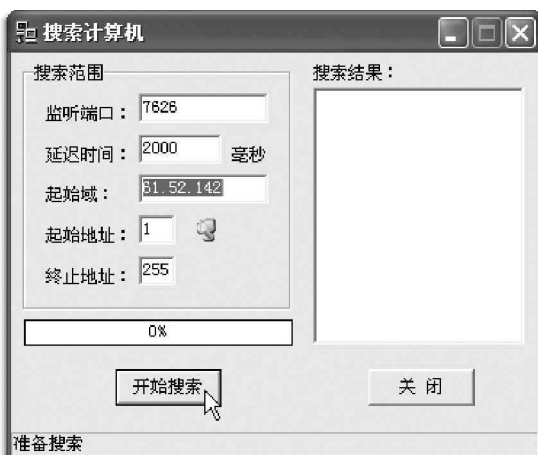 搜索计算机
搜索范围
监听端口：7626
延迟时间：2000 毫秒
起始域：61.52.142
起始地址：1
终止地址：255
0%
开始搜索
搜索结果：
关闭
准备搜索